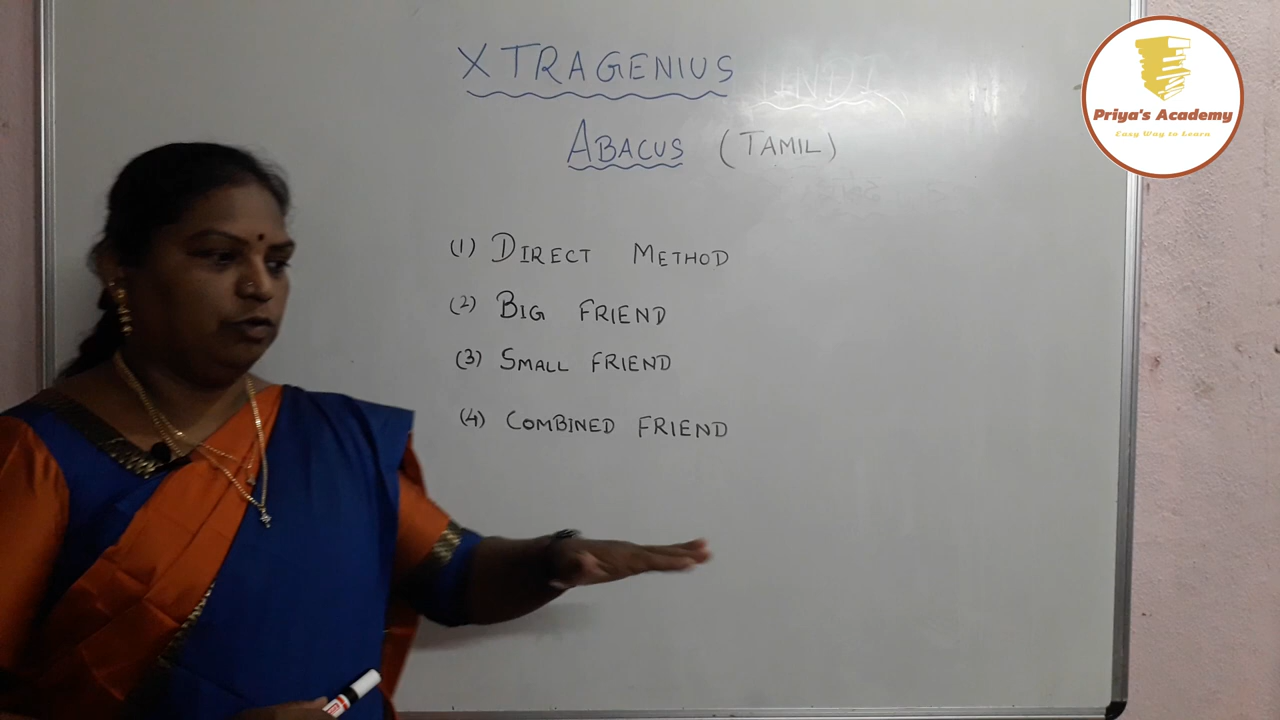 XTRAGENIUS
ABACUS (TAMIL)
(1) DIRECT METHOD
(2) BIG FRIEND
(3) SMALL FRIEND
(4) COMBINED FRIEND
Priya's Academy
Easy Way to Learn